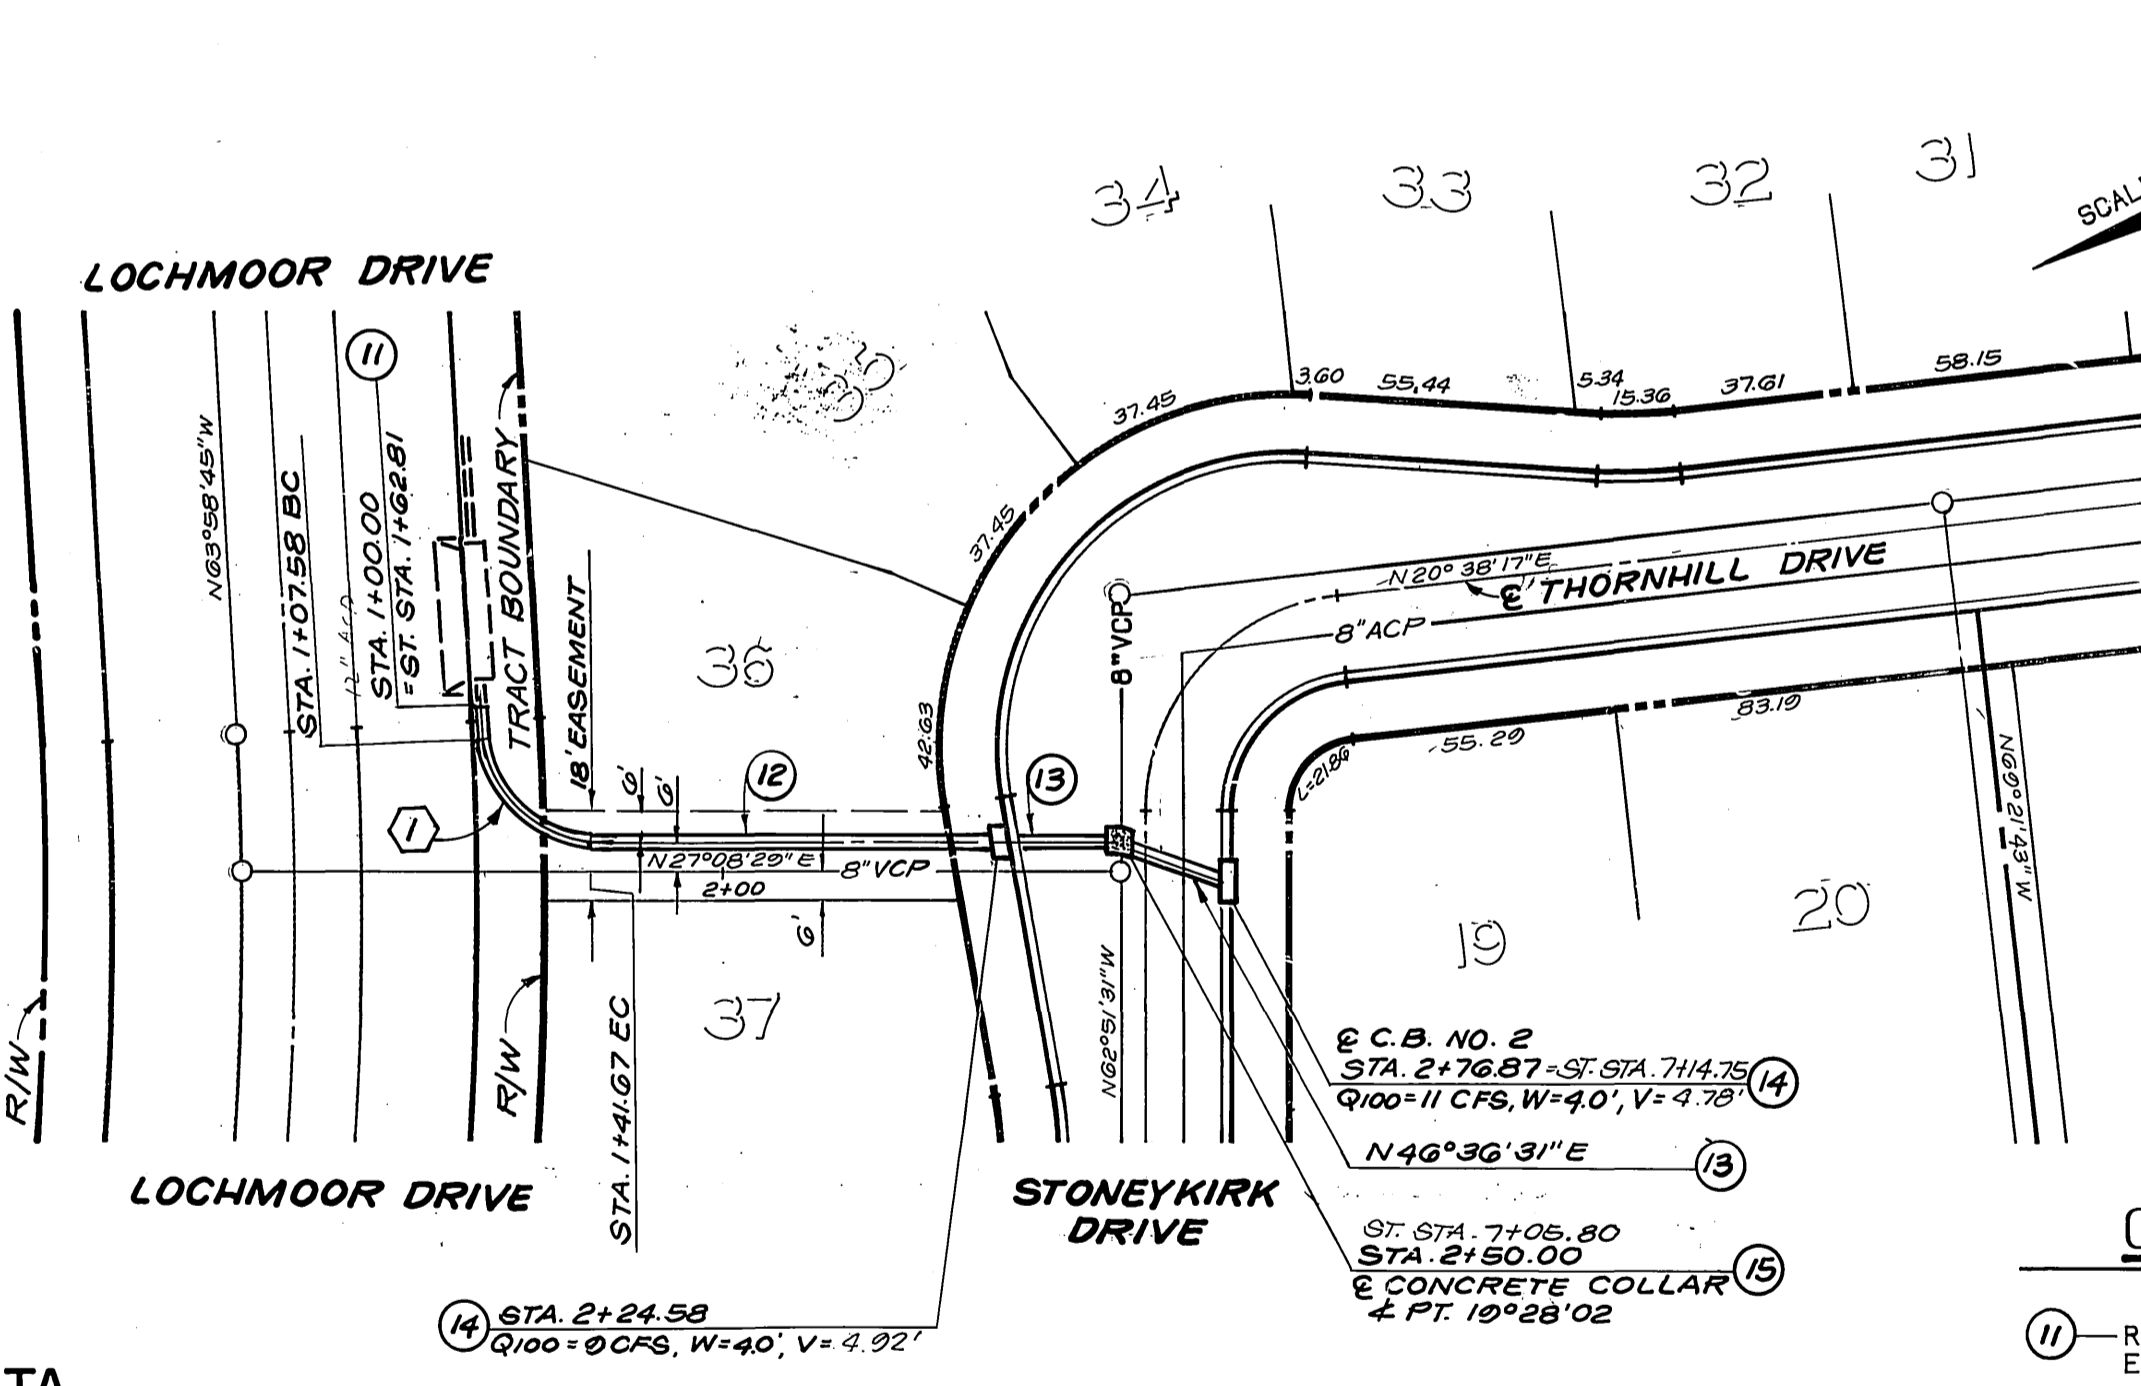 34
33
32
31
SCAL
LOCHMOOR DRIVE
11
3.60
55.44
5.34
15.36
37.61
58.15
37.45
37.45
N63°58'45"W
STA. 1+07.58 BC
STA. 1+00.00
=ST. STA. 1+62.81
TRACT BOUNDARY
18' EASEMENT
36
42.63
8"VCP
N20°38'17"E
℄ THORNHILL DRIVE
8"ACP
83.19
55.29
L=21.86
N69°21'43"W
1
6'
6'
12
13
N27°08'29"E
8"VCP
2+00
6'
20
19
37
R/W
R/W
STA. 1+41.67 EC
N62°51'31"W
℄ C.B. NO. 2
STA. 2+76.87=ST. STA. 7+14.75
14
Q100=11 CFS, W=4.0', V=4.78'
N46°36'31"E
13
LOCHMOOR DRIVE
STONEYKIRK
DRIVE
ST. STA. 7+05.80
STA. 2+50.00
15
℄ CONCRETE COLLAR
∡ PT. 19°28'02
14
STA. 2+24.58
Q100=9 CFS, W=4.0', V=4.92'
11
R
E
TA